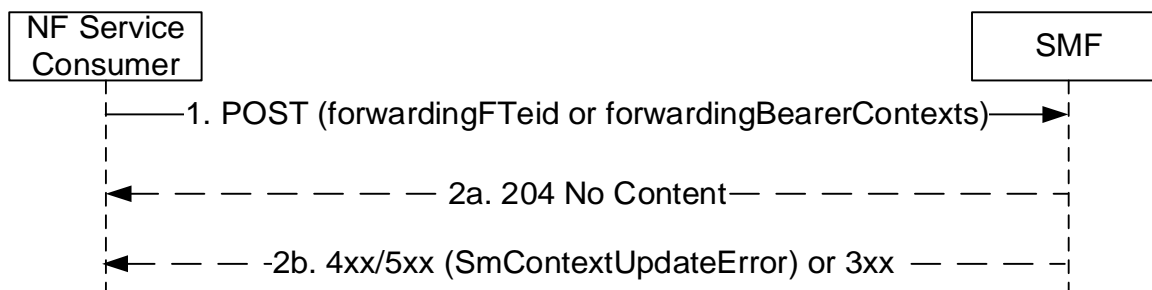 NF Service
Consumer
SMF
1. POST (forwardingFTeid or forwardingBearerContexts)
2a. 204 No Content
2b. 4xx/5xx (SmContextUpdateError) or 3xx